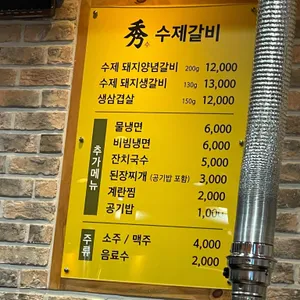 秀수 수제갈비
수제 돼지양념갈비 200g 12,000
수제 돼지생갈비 130g 13,000
생삼겹살 150g 12,000
추가메뉴
물냉면 6,000
비빔냉면 6,000
잔치국수 5,000
된장찌개 (공기밥 포함) 3,000
계란찜 2,000
공기밥 1,000
주류
소주 / 맥주 4,000
음료수 2,000